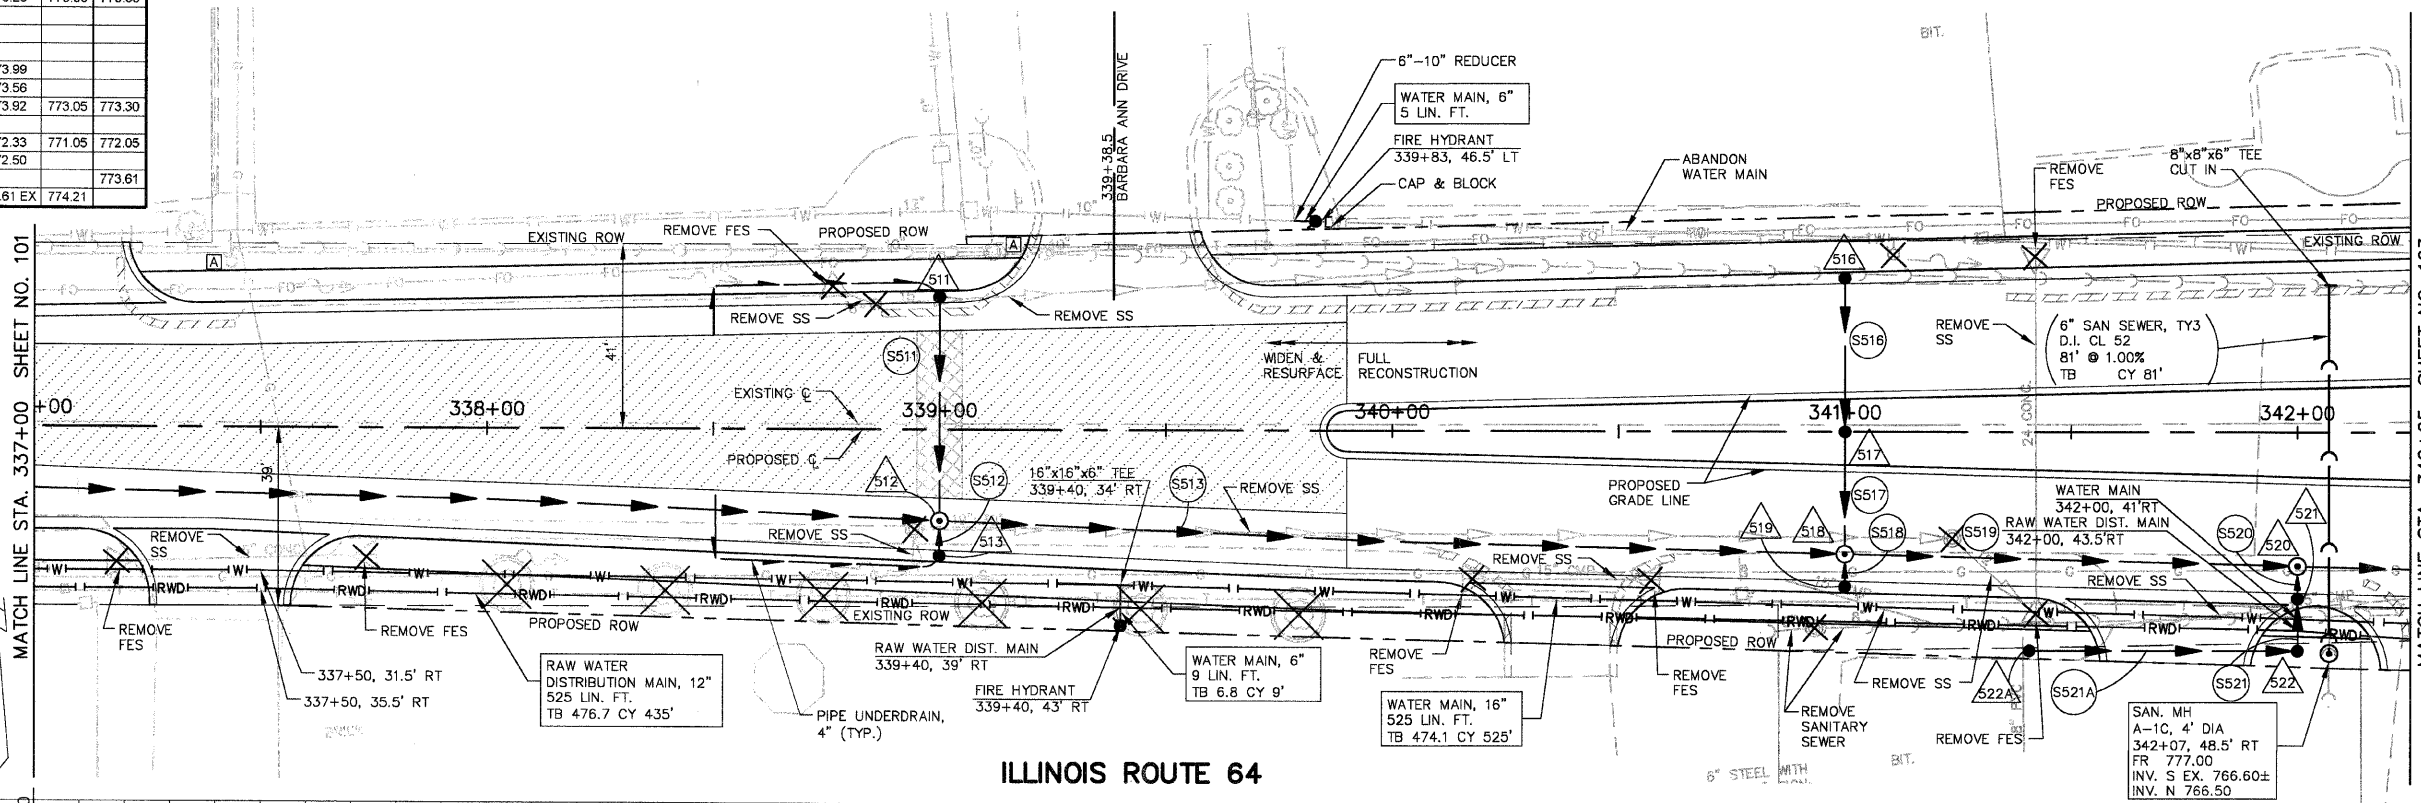 773.99
773.56
773.92 773.05 773.30
772.33 771.05 772.05
772.50
773.61
.61 EX 774.21
BIT.
6"-10" REDUCER
WATER MAIN, 6"
5 LIN. FT.
FIRE HYDRANT
339+83, 46.5' LT
CAP & BLOCK
ABANDON
WATER MAIN
339+38.5
BARBARA ANN DRIVE
REMOVE
FES
8"x8"x6" TEE
CUT IN
PROPOSED ROW
EXISTING ROW
EXISTING ROW
REMOVE FES
PROPOSED ROW
A
A
12"
10"
511
516
REMOVE SS
REMOVE SS
S511
S516
41'
WIDEN &
RESURFACE
FULL
RECONSTRUCTION
REMOVE
SS
6" SAN SEWER, TY3
D.I. CL 52
81' @ 1.00%
TB CY 81'
MATCH LINE STA. 337+00 SHEET NO. 101
+00
338+00
339+00
340+00
341+00
342+00
EXISTING ℄
PROPOSED ℄
39'
512
S512
16"x16"x6" TEE
339+40, 34' RT
S513
REMOVE SS
517
PROPOSED
GRADE LINE
S517
WATER MAIN
342+00, 41'RT
RAW WATER DIST. MAIN
342+00, 43.5'RT
521
REMOVE
SS
REMOVE SS
513
519
518
S518
S519
S520
520
REMOVE SS
REMOVE SS
W
RWD
REMOVE
FES
REMOVE FES
PROPOSED ROW
EXISTING ROW
PROPOSED ROW
337+50, 31.5' RT
337+50, 35.5' RT
RAW WATER
DISTRIBUTION MAIN, 12"
525 LIN. FT.
TB 476.7 CY 435'
PIPE UNDERDRAIN,
4" (TYP.)
RAW WATER DIST. MAIN
339+40, 39' RT
FIRE HYDRANT
339+40, 43' RT
WATER MAIN, 6"
9 LIN. FT.
TB 6.8 CY 9'
REMOVE
FES
WATER MAIN, 16"
525 LIN. FT.
TB 474.1 CY 525'
REMOVE
FES
REMOVE
SANITARY
SEWER
REMOVE SS
522A
S521A
S521
522
REMOVE FES
SAN. MH
A-1C, 4' DIA
342+07, 48.5' RT
FR 777.00
INV. S EX. 766.60±
INV. N 766.50
6" STEEL WITH
BIT.
ILLINOIS ROUTE 64